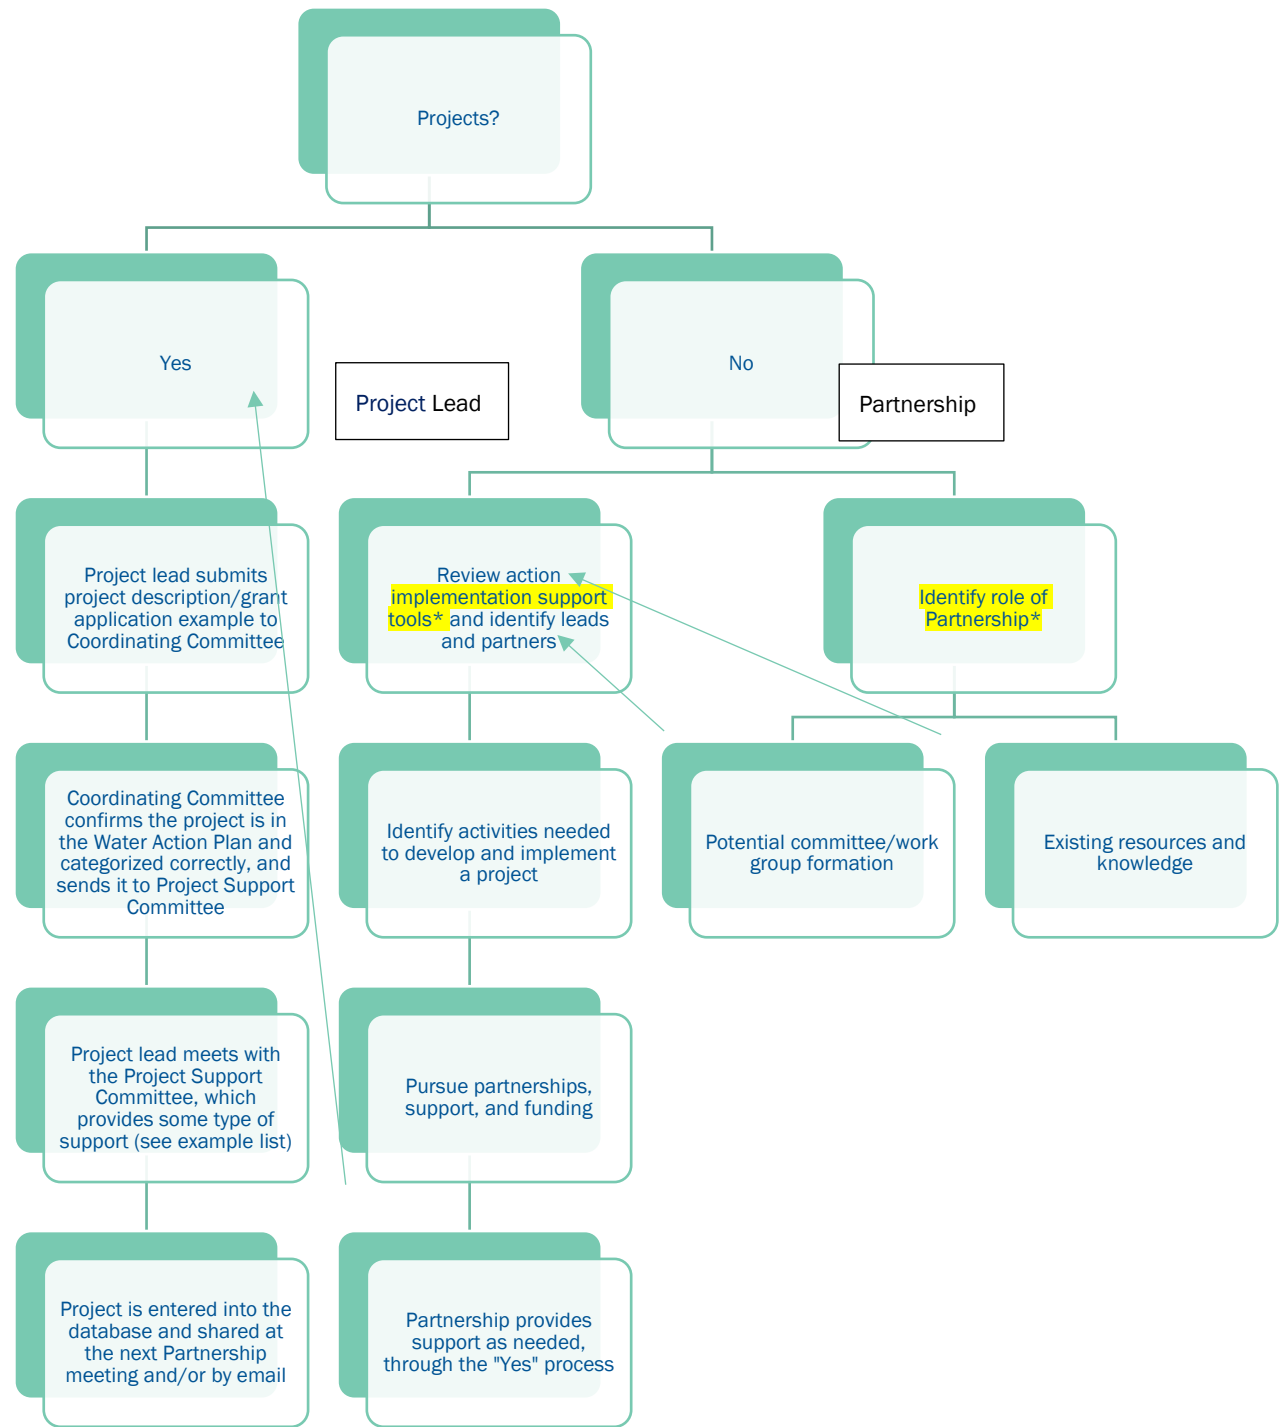 Projects?
Yes
No
Project Lead
Partnership
Project lead submits
project description/grant
application example to
Coordinating Committee
Review action
implementation support
tools* and identify leads
and partners
Identify role of
Partnership*
Coordinating Committee
confirms the project is in
the Water Action Plan and
categorized correctly, and
sends it to Project Support
Committee
Identify activities needed
to develop and implement
a project
Potential committee/work
group formation
Existing resources and
knowledge
Project lead meets with
the Project Support
Committee, which
provides some type of
support (see example list)
Pursue partnerships,
support, and funding
Project is entered into the
database and shared at
the next Partnership
meeting and/or by email
Partnership provides
support as needed,
through the "Yes" process